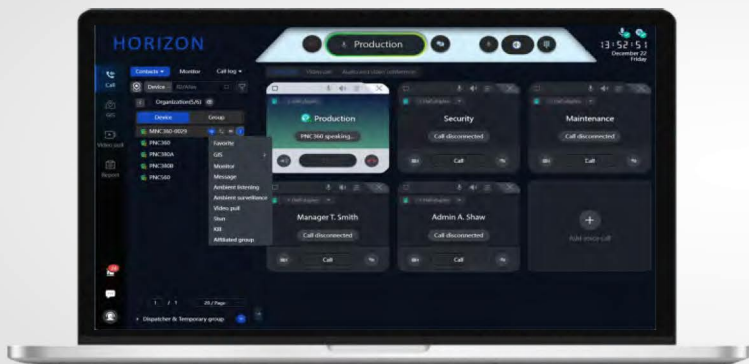 HORIZON
Production
13:52:51
December 22
Friday
Contacts
Monitor
Call log
Call
Device
Organization(5/6)
GIS
Device
Group
MNC360-0029
PNC360
PNC380A
PNC380B
PNC560
Video pull
Report
Favorite
GIS
Monitor
Message
Ambient listening
Ambient surveillance
Video pull
Stun
Kill
Affiliated group
1 / 1
20 / Page
Dispatcher & Temporary group
Production
PNC360 speaking...
Security
Call disconnected
Call
Maintenance
Call disconnected
Call
Manager T. Smith
Call disconnected
Call
Admin A. Shaw
Call disconnected
Call
Add voice call